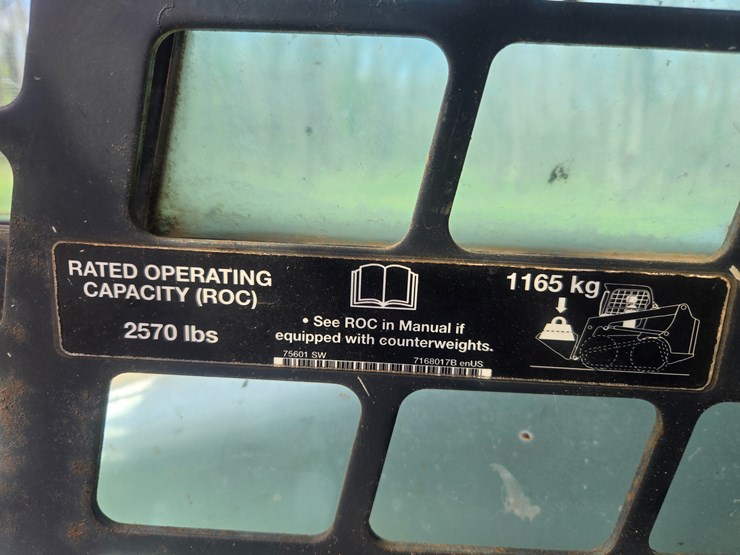 RATED OPERATING
CAPACITY (ROC)
2570 lbs
• See ROC in Manual if
equipped with counterweights.
75601 SW
7168017B enUS
1165 kg